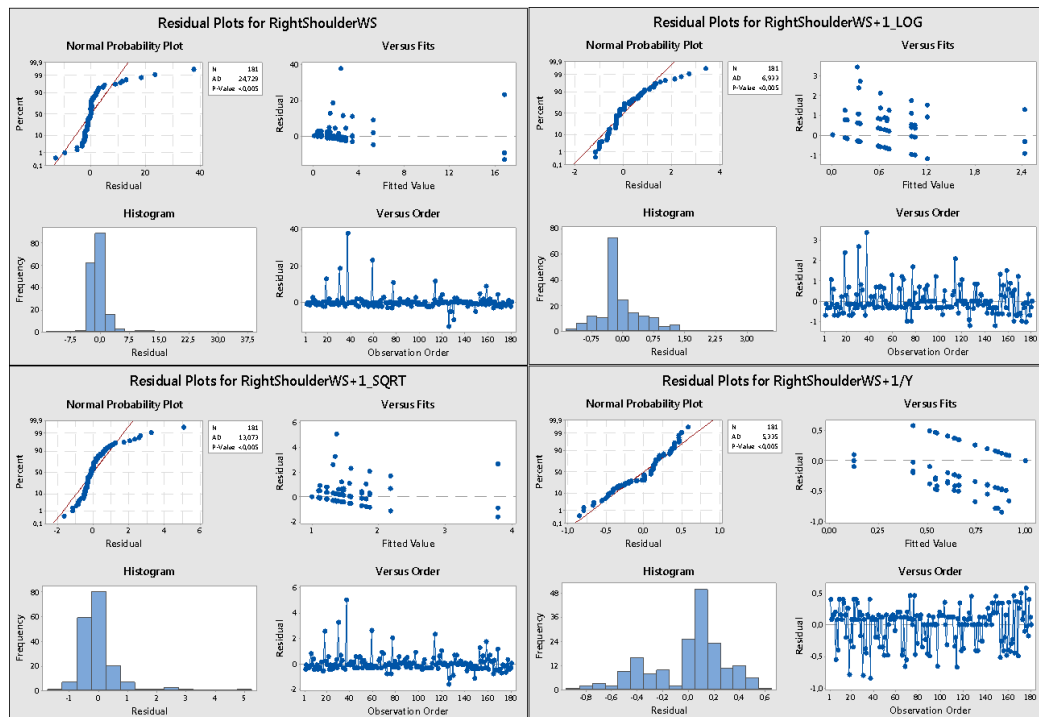 Residual Plots for RightShoulderWS
Normal Probability Plot
Versus Fits
99,9
99
90
50
10
1
0,1
Percent
0
20
40
Residual
N 181
AD 24,729
P-Value <0,005
40
20
0
Residual
0
4
8
12
16
Fitted Value
Histogram
Versus Order
80
60
40
20
0
Frequency
-7,5
0,0
7,5
15,0
22,5
30,0
37,5
Residual
40
20
0
Residual
1
20
40
60
80
100
120
140
160
180
Observation Order
Residual Plots for RightShoulderWS+1_LOG
Normal Probability Plot
Versus Fits
99,9
99
90
50
10
1
0,1
Percent
-2
0
2
4
Residual
N 181
AD 6,933
P-Value <0,005
3
2
1
0
-1
Residual
0,0
0,6
1,2
1,8
2,4
Fitted Value
Histogram
Versus Order
80
60
40
20
0
Frequency
-0,75
0,00
0,75
1,50
2,25
3,00
Residual
3
2
1
0
-1
Residual
1
20
40
60
80
100
120
140
160
180
Observation Order
Residual Plots for RightShoulderWS+1_SQRT
Normal Probability Plot
Versus Fits
99,9
99
90
50
10
1
0,1
Percent
-2
0
2
4
6
Residual
N 181
AD 13,073
P-Value <0,005
6
4
2
0
-2
Residual
1
2
3
4
Fitted Value
Histogram
Versus Order
80
60
40
20
0
Frequency
-1
0
1
2
3
4
5
Residual
6
4
2
0
-2
Residual
1
20
40
60
80
100
120
140
160
180
Observation Order
Residual Plots for RightShoulderWS+1/Y
Normal Probability Plot
Versus Fits
99,9
99
90
50
10
1
0,1
Percent
-1,0
-0,5
0,0
0,5
1,0
Residual
N 181
P-Value <0,005
0,5
0,0
-0,5
-1,0
Residual
0,00
0,25
0,50
0,75
1,00
Fitted Value
Histogram
Versus Order
48
36
24
12
0
Frequency
-0,8
-0,6
-0,4
-0,2
0,0
0,2
0,4
0,6
Residual
0,5
0,0
-0,5
-1,0
Residual
1
20
40
60
80
100
120
140
160
180
Observation Order